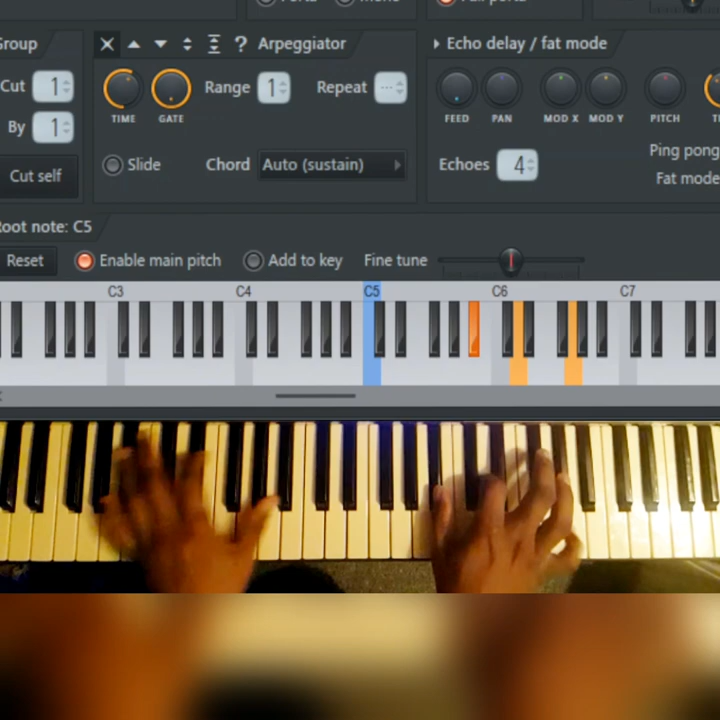 Group
Arpeggiator
Echo delay / fat mode
Cut 1
Range 1
Repeat ...
TIME
GATE
FEED
PAN
MOD X
MOD Y
PITCH
By 1
Cut self
Slide
Chord Auto (sustain)
Echoes 4
Ping pong
Fat mode
Root note: C5
Reset
Enable main pitch
Add to key
Fine tune
C3
C4
C5
C6
C7